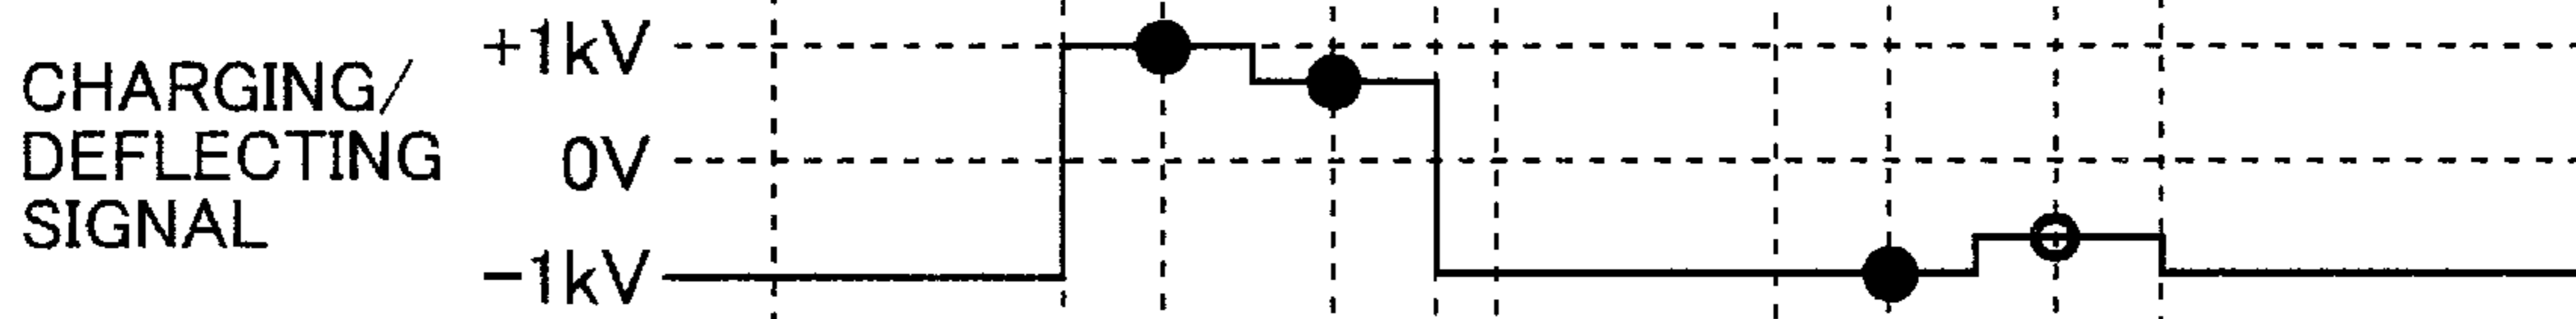 CHARGING/
DEFLECTING
SIGNAL
+1kV
0V
−1kV